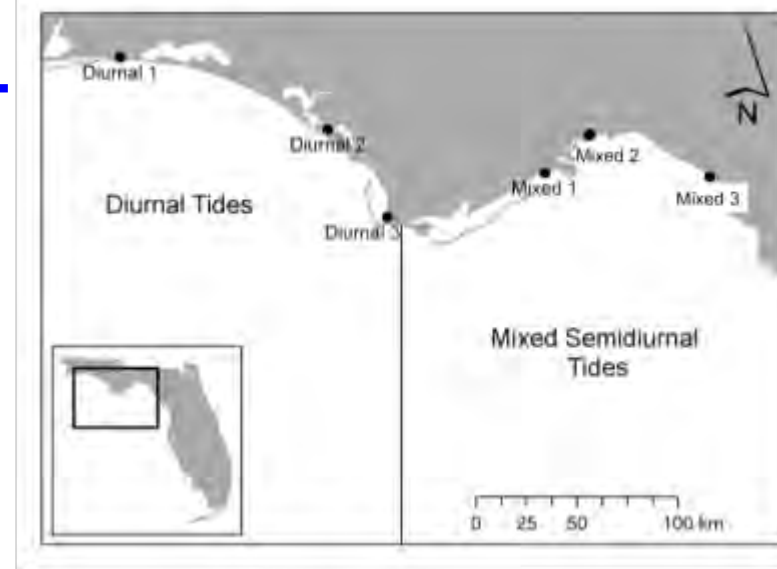 Diurnal 1
N
Diurnal 2
Mixed 2
Mixed 1
Mixed 3
Diurnal Tides
Diurnal 3
Mixed Semidiurnal
Tides
0 25 50 100 km